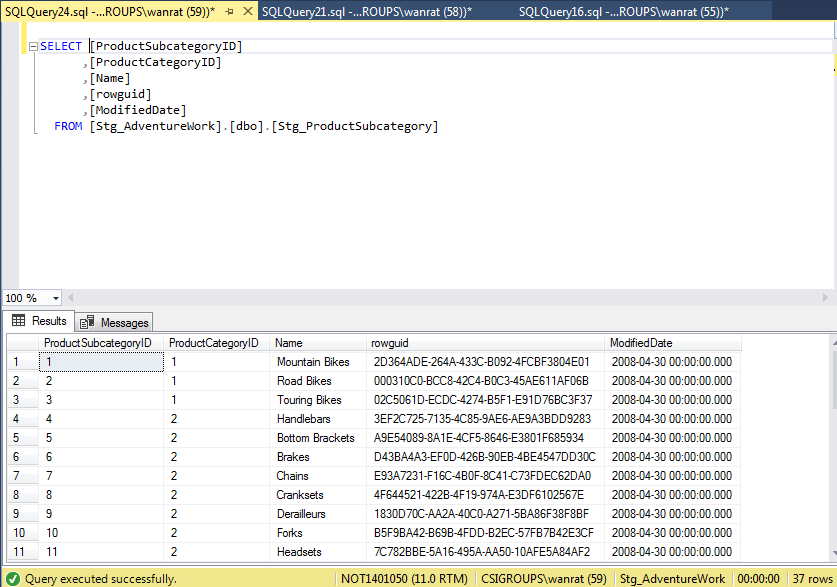 SQLQuery24.sql -...ROUPS\wanrat (59))* SQLQuery21.sql -...ROUPS\wanrat (58))* SQLQuery16.sql -...ROUPS\wanrat (55))*
SELECT [ProductSubcategoryID]
,[ProductCategoryID]
,[Name]
,[rowguid]
,[ModifiedDate]
FROM [Stg_AdventureWork].[dbo].[Stg_ProductSubcategory]
100 %
Results Messages
ProductSubcategoryID ProductCategoryID Name rowguid ModifiedDate
1 1 1 Mountain Bikes 2D364ADE-264A-433C-B092-4FCBF3804E01 2008-04-30 00:00:00.000
2 2 1 Road Bikes 000310C0-BCC8-42C4-B0C3-45AE611AF06B 2008-04-30 00:00:00.000
3 3 1 Touring Bikes 02C5061D-ECDC-4274-B5F1-E91D76BC3F37 2008-04-30 00:00:00.000
4 4 2 Handlebars 3EF2C725-7135-4C85-9AE6-AE9A3BDD9283 2008-04-30 00:00:00.000
5 5 2 Bottom Brackets A9E54089-8A1E-4CF5-8646-E3801F685934 2008-04-30 00:00:00.000
6 6 2 Brakes D43BA4A3-EF0D-426B-90EB-4BE4547DD30C 2008-04-30 00:00:00.000
7 7 2 Chains E93A7231-F16C-4B0F-8C41-C73FDEC62DA0 2008-04-30 00:00:00.000
8 8 2 Cranksets 4F644521-422B-4F19-974A-E3DF6102567E 2008-04-30 00:00:00.000
9 9 2 Derailleurs 1830D70C-AA2A-40C0-A271-5BA86F38F8BF 2008-04-30 00:00:00.000
10 10 2 Forks B5F9BA42-B69B-4FDD-B2EC-57FB7B42E3CF 2008-04-30 00:00:00.000
11 11 2 Headsets 7C782BBE-5A16-495A-AA50-10AFE5A84AF2 2008-04-30 00:00:00.000
Query executed successfully. NOT1401050 (11.0 RTM) CSIGROUPS\wanrat (59) Stg_AdventureWork 00:00:00 37 rows